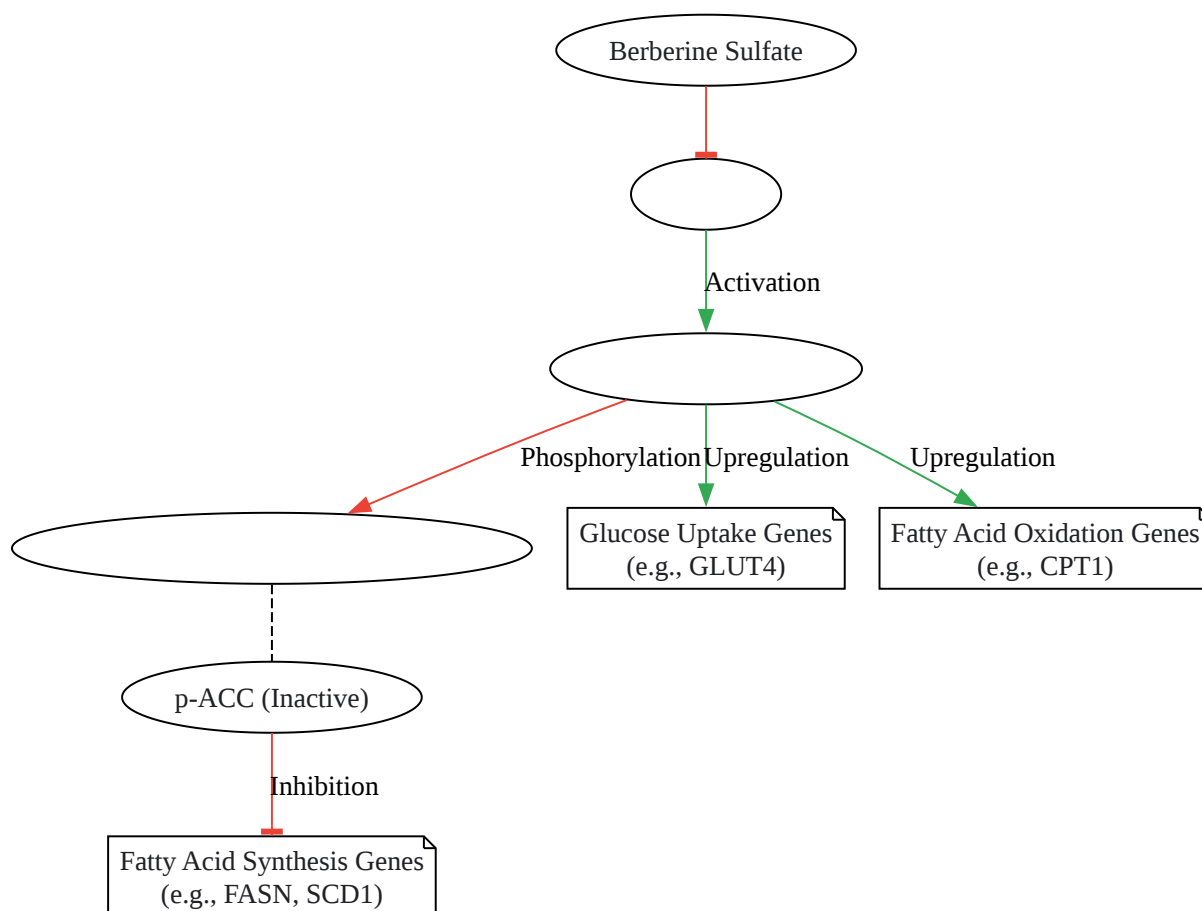 Berberine Sulfate
Activation
Phosphorylation
Upregulation
Upregulation
Glucose Uptake Genes
(e.g., GLUT4)
Fatty Acid Oxidation Genes
(e.g., CPT1)
p-ACC (Inactive)
Inhibition
Fatty Acid Synthesis Genes
(e.g., FASN, SCD1)